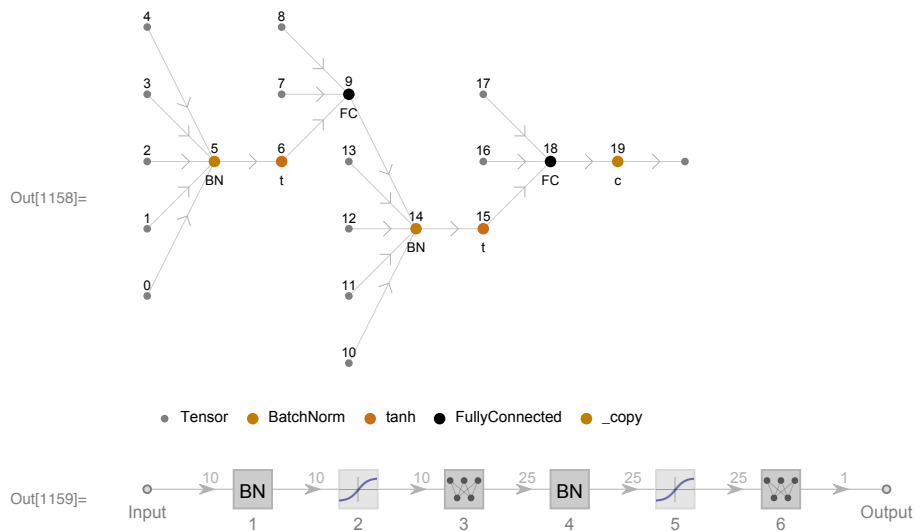 4 8
3 7 9 17
FC
2 5 6 13 16 18 19
BN t FC c
Out[1158]=
1 12 14 15
BN t
0 11
10
Tensor BatchNorm tanh FullyConnected _copy
10 10 10 25 25 25 1
Out[1159]= BN BN
Input Output
1 2 3 4 5 6